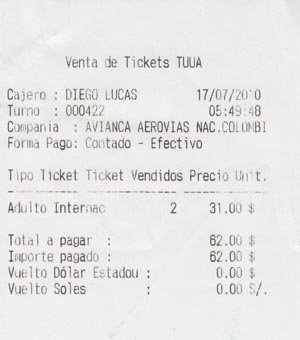 Venta de Tickets TUUA
Cajero : DIEGO LUCAS 17/07/2010
Turno : 000422 05:49:48
Compania : AVIANCA AEROVIAS NAC.COLOMBI
Forma Pago: Contado - Efectivo
Tipo Ticket Ticket Vendidos Precio Unit.
Adulto Internac 2 31.00 $
Total a pagar : 62.00 $
Importe pagado : 62.00 $
Vuelto Dólar Estadou : 0.00 $
Vuelto Soles : 0.00 S/.